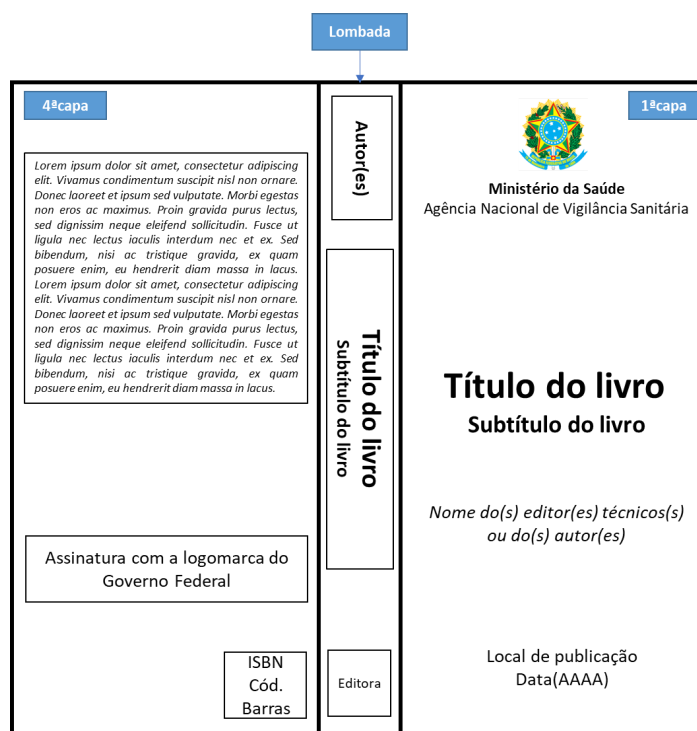 Lombada
4ªcapa
Lorem ipsum dolor sit amet, consectetur adipiscing
elit. Vivamus condimentum suscipit nisl non ornare.
Donec laoreet et ipsum sed vulputate. Morbi egestas
non eros ac maximus. Proin gravida purus lectus,
sed dignissim neque eleifend sollicitudin. Fusce ut
ligula nec lectus iaculis interdum nec et ex. Sed
bibendum, nisi ac tristique gravida, ex quam
posuere enim, eu hendrerit diam massa in lacus.
Lorem ipsum dolor sit amet, consectetur adipiscing
elit. Vivamus condimentum suscipit nisl non ornare.
Donec laoreet et ipsum sed vulputate. Morbi egestas
non eros ac maximus. Proin gravida purus lectus,
sed dignissim neque eleifend sollicitudin. Fusce ut
ligula nec lectus iaculis interdum nec et ex. Sed
bibendum, nisi ac tristique gravida, ex quam
posuere enim, eu hendrerit diam massa in lacus.
Assinatura com a logomarca do
Governo Federal
ISBN
Cód.
Barras
Autor(es)
Título do livro
Subtítulo do livro
Editora
1ªcapa
Ministério da Saúde
Agência Nacional de Vigilância Sanitária
Título do livro
Subtítulo do livro
Nome do(s) editor(es) técnicos(s)
ou do(s) autor(es)
Local de publicação
Data(AAAA)